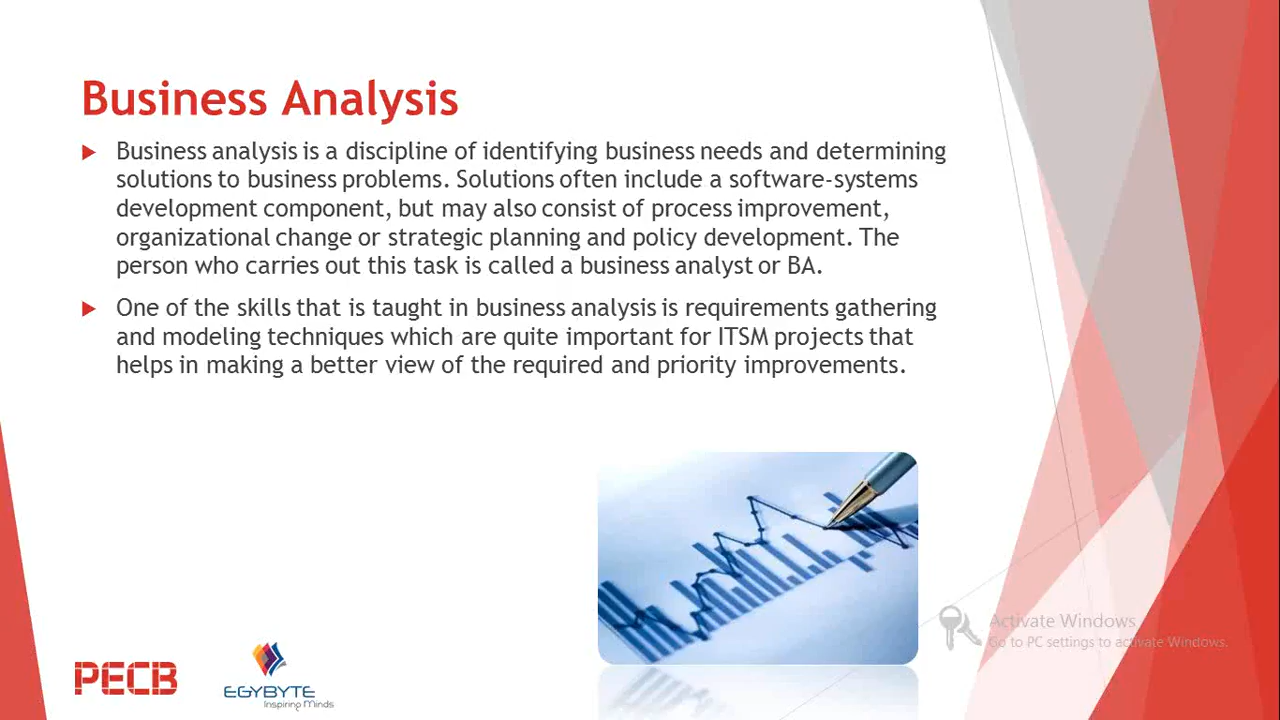 Business Analysis
Business analysis is a discipline of identifying business needs and determining
solutions to business problems. Solutions often include a software-systems
development component, but may also consist of process improvement,
organizational change or strategic planning and policy development. The
person who carries out this task is called a business analyst or BA.
One of the skills that is taught in business analysis is requirements gathering
and modeling techniques which are quite important for ITSM projects that
helps in making a better view of the required and priority improvements.
Activate Windows
Go to PC settings to activate Windows.
PECB
EGYBYTE
Inspiring Minds